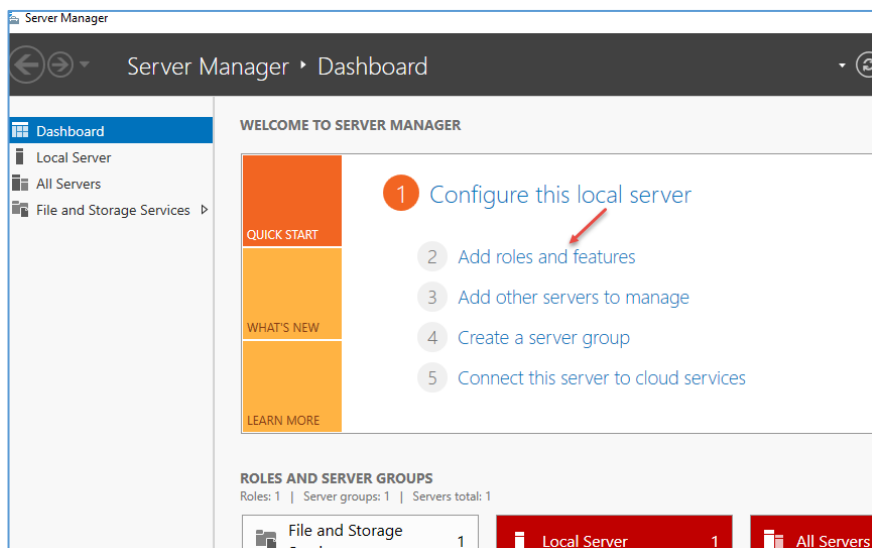 Server Manager
Server Manager • Dashboard
Dashboard
Local Server
All Servers
File and Storage Services
WELCOME TO SERVER MANAGER
QUICK START
WHAT'S NEW
LEARN MORE
1 Configure this local server
2 Add roles and features
3 Add other servers to manage
4 Create a server group
5 Connect this server to cloud services
ROLES AND SERVER GROUPS
Roles: 1 | Server groups: 1 | Servers total: 1
File and Storage
1
Local Server 1
All Servers